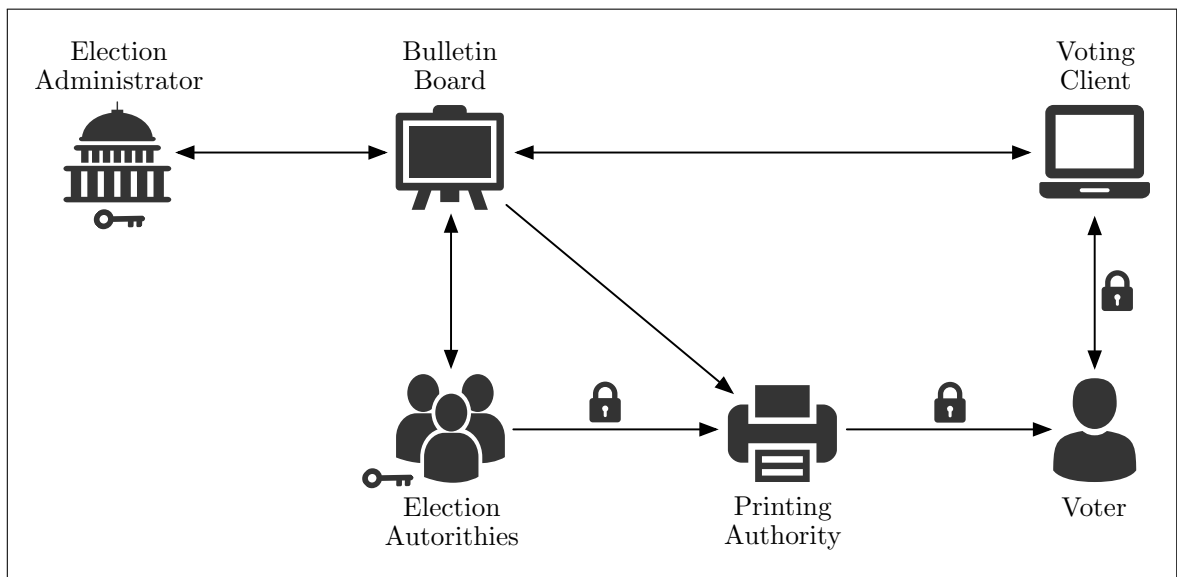 Election
Administrator
Bulletin
Board
Voting
Client
Election
Autorithies
Printing
Authority
Voter